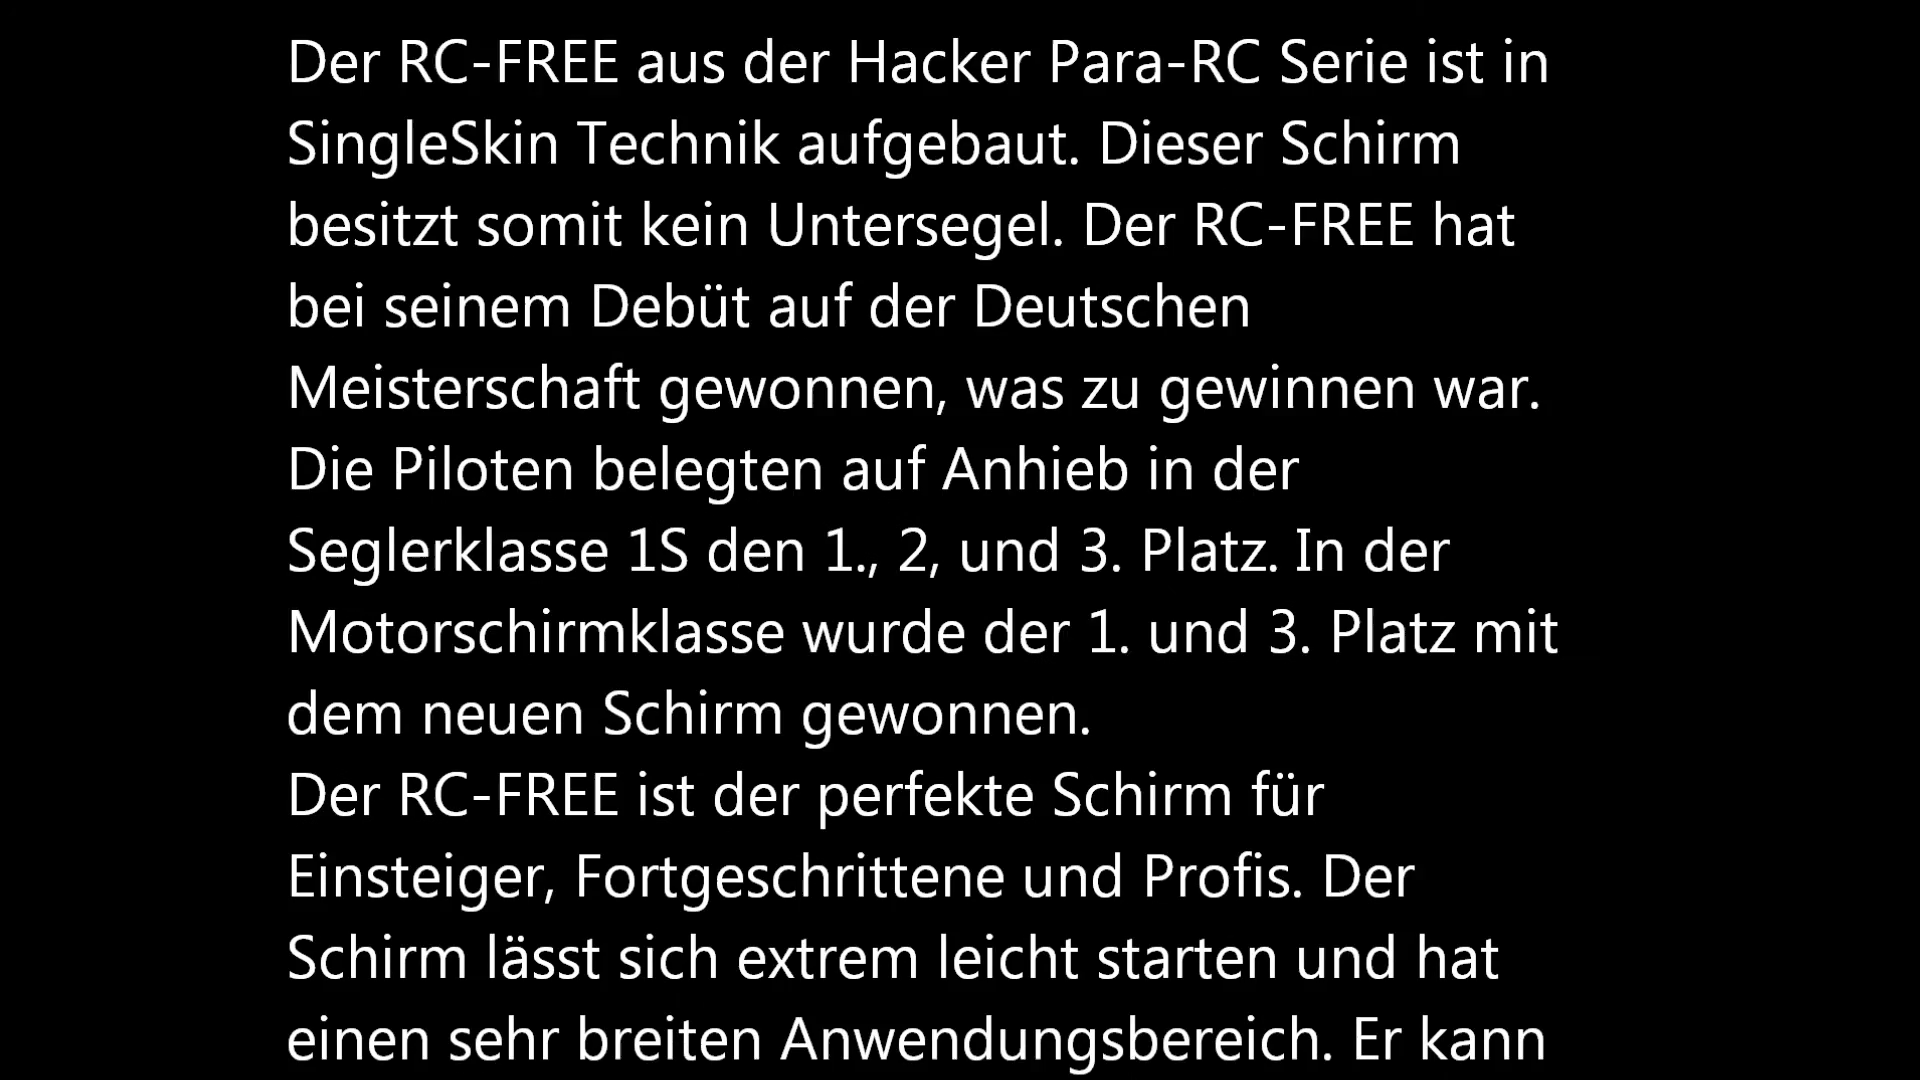 Der RC-FREE aus der Hacker Para-RC Serie ist in
SingleSkin Technik aufgebaut. Dieser Schirm
besitzt somit kein Untersegel. Der RC-FREE hat
bei seinem Debüt auf der Deutschen
Meisterschaft gewonnen, was zu gewinnen war.
Die Piloten belegten auf Anhieb in der
Seglerklasse 1S den 1., 2, und 3. Platz. In der
Motorschirmklasse wurde der 1. und 3. Platz mit
dem neuen Schirm gewonnen.
Der RC-FREE ist der perfekte Schirm für
Einsteiger, Fortgeschrittene und Profis. Der
Schirm lässt sich extrem leicht starten und hat
einen sehr breiten Anwendungsbereich. Er kann